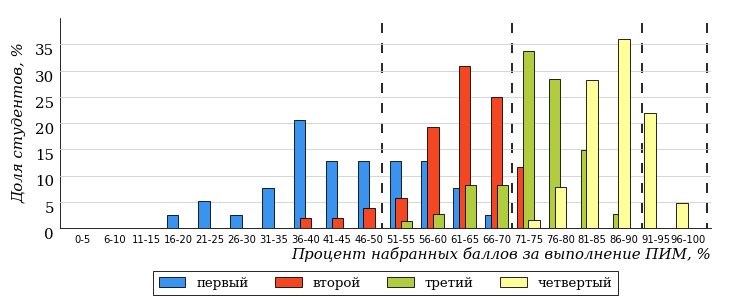 Доля студентов, %
35
30
25
20
15
10
5
0
0-5 6-10 11-15 16-20 21-25 26-30 31-35 36-40 41-45 46-50 51-55 56-60 61-65 66-70 71-75 76-80 81-85 86-90 91-95 96-100
Процент набранных баллов за выполнение ПИМ, %
первый второй третий четвертый